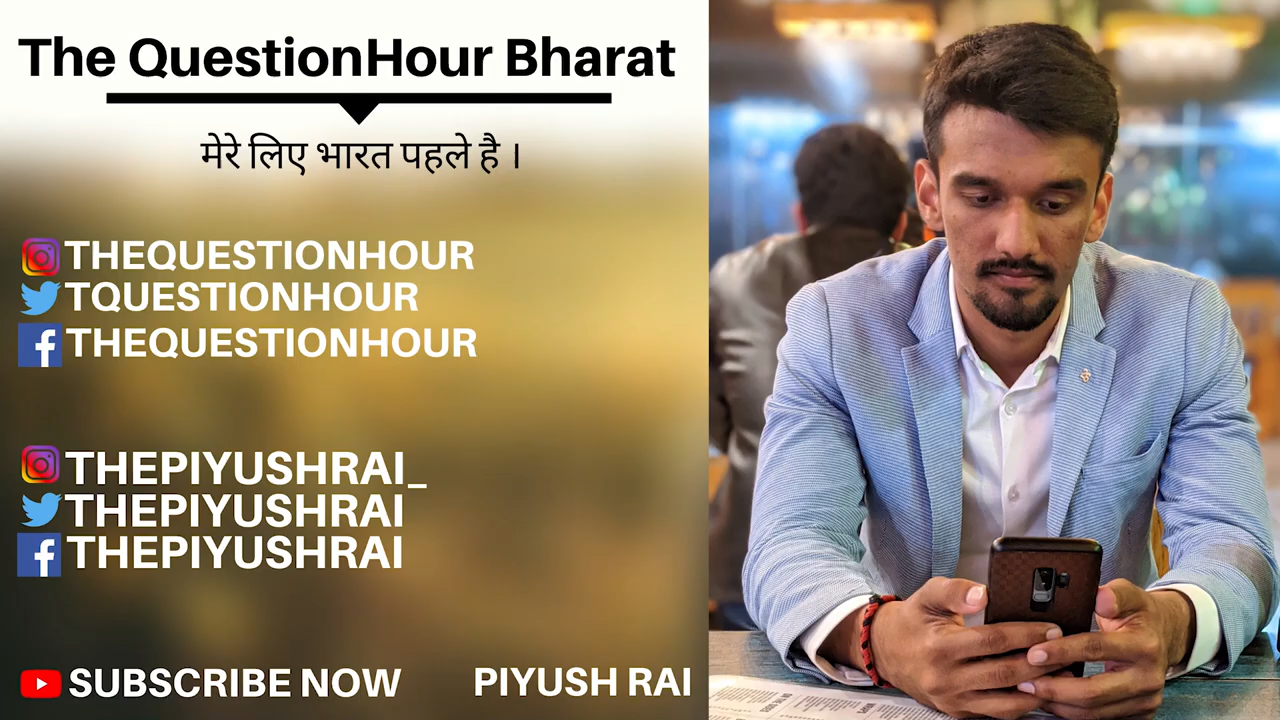 The QuestionHour Bharat
मेरे लिए भारत पहले है ।
THEQUESTIONHOUR
TQUESTIONHOUR
THEQUESTIONHOUR
THEPIYUSHRAI_
THEPIYUSHRAI
THEPIYUSHRAI
SUBSCRIBE NOW
PIYUSH RAI